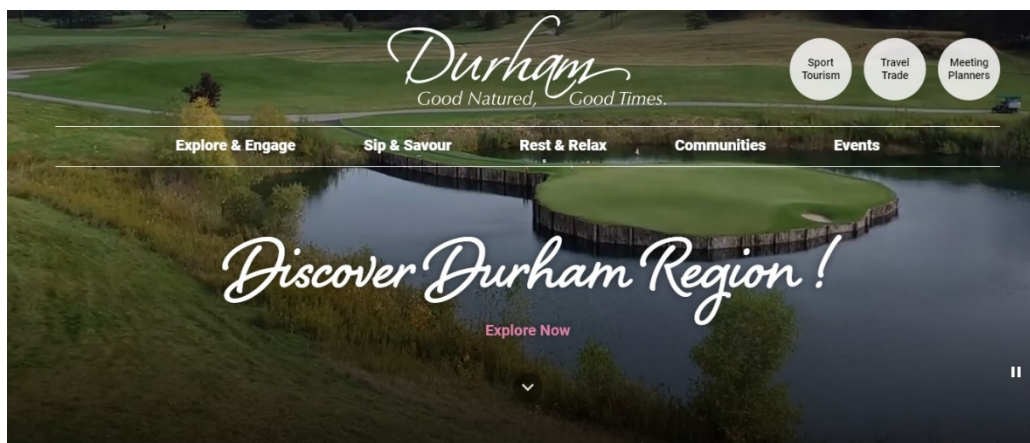 Durham
Good Natured, Good Times.
Sport
Tourism
Travel
Trade
Meeting
Planners
Explore & Engage
Sip & Savour
Rest & Relax
Communities
Events
Discover Durham Region!
Explore Now